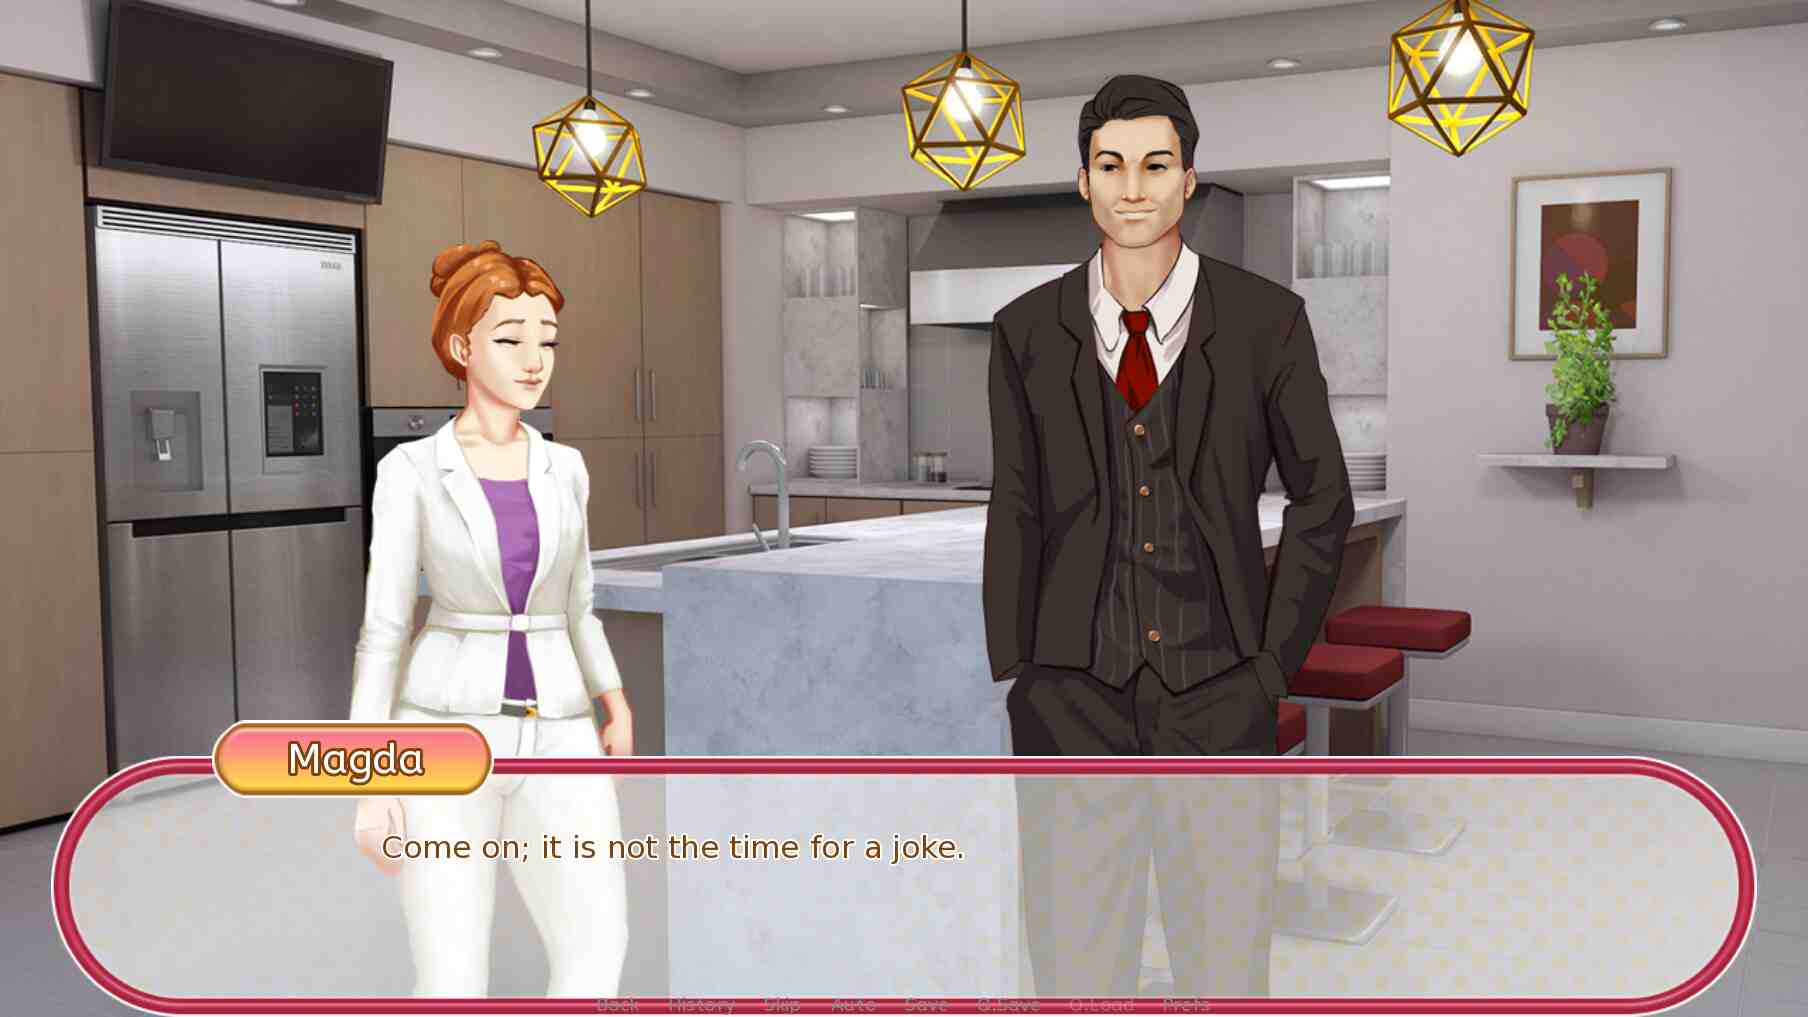 Magda
Come on; it is not the time for a joke.
Back History Skip Auto Save Q.Save Q.Load Prefs